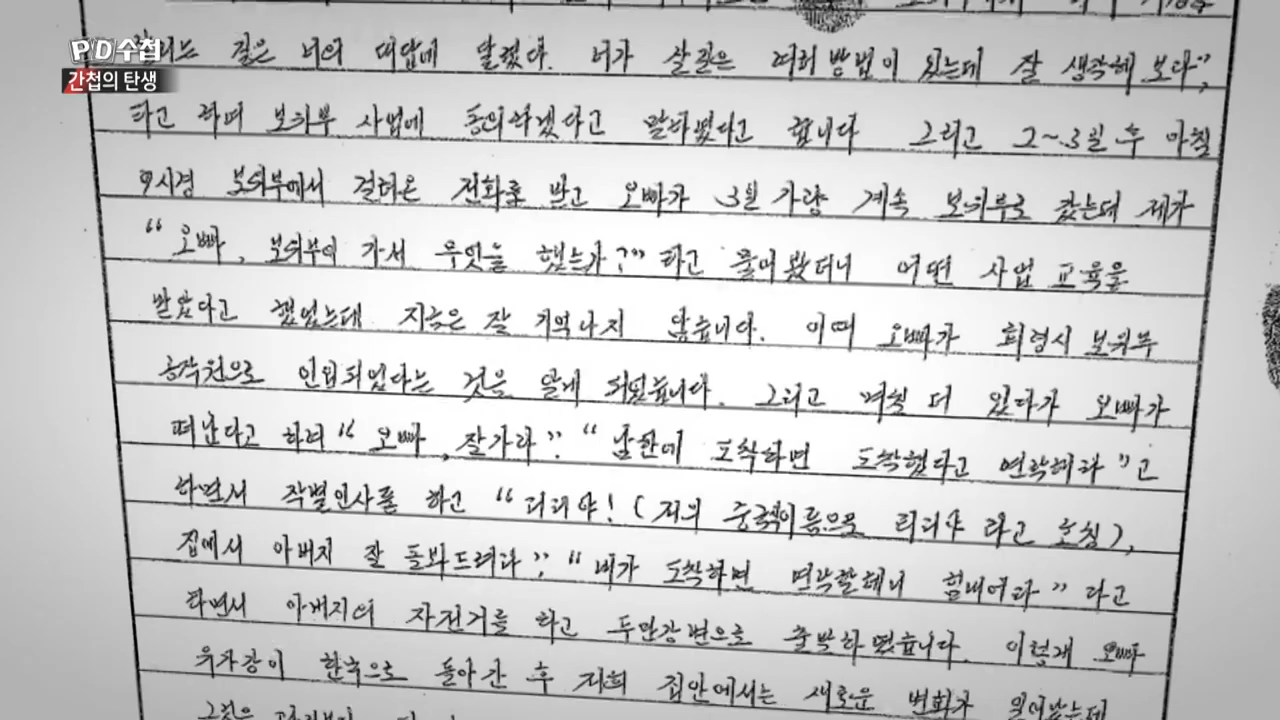 PD수첩
간첩의 탄생
길은 너의 대답에 달렸다. 너가 살길은 여러 방법이 있는데 잘 생각해 보라",
라고 하며 보위부 사업에 동의하겠다고 말하였다고 합니다 그리고 2~3일 후 아침
9시경 보위부에서 걸려온 전화를 받고 오빠가 3일 가량 계속 보위부로 갔는데 제가
"오빠, 보위부에 가서 무엇을 했는가?" 라고 물어봤더니 어떤 사업 교육을
받았다고 했었는데 지금은 잘 기억나지 않습니다. 이때 오빠가 회령시 보위부
공작원으로 인입되었다는 것은 알게 되였습니다. 그리고 며칠 더 있다가 오빠가
떠난다고 하여 "오빠, 잘가라". "남한에 도착하면 도착했다고 연락해라"고
하면서 작별인사를 하고 "리리야! (저의 중국이름으로 리리야 라고 호칭),
집에서 아버지 잘 돌봐드려라". "내가 도착하면 연락할테니 힘내어라" 라고
하면서 아버지의 자전거를 타고 두만강변으로 출발하였습니다. 이렇게 오빠
유가강이 한국으로 돌아간 후 저희 집안에서는 새로운 변화가 일어났는데
그것은